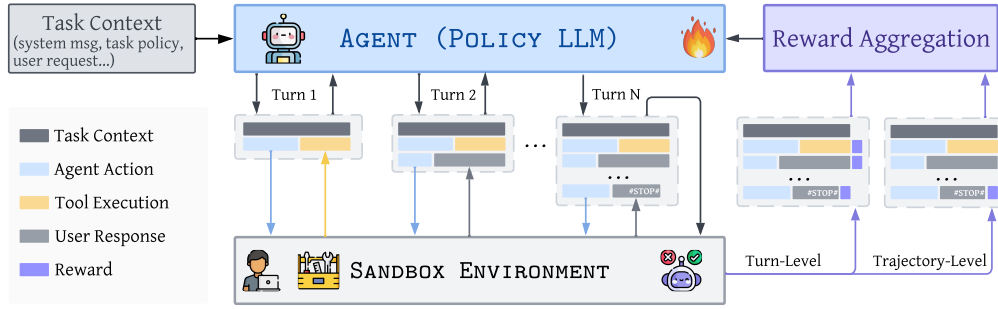 Task Context
(system msg, task policy,
user request...)
AGENT (POLICY LLM)
Reward Aggregation
Turn 1
Turn 2
Turn N
Task Context
Agent Action
Tool Execution
User Response
Reward
...
...
#STOP#
...
#STOP#
...
#STOP#
SANDBOX ENVIRONMENT
Turn-Level
Trajectory-Level